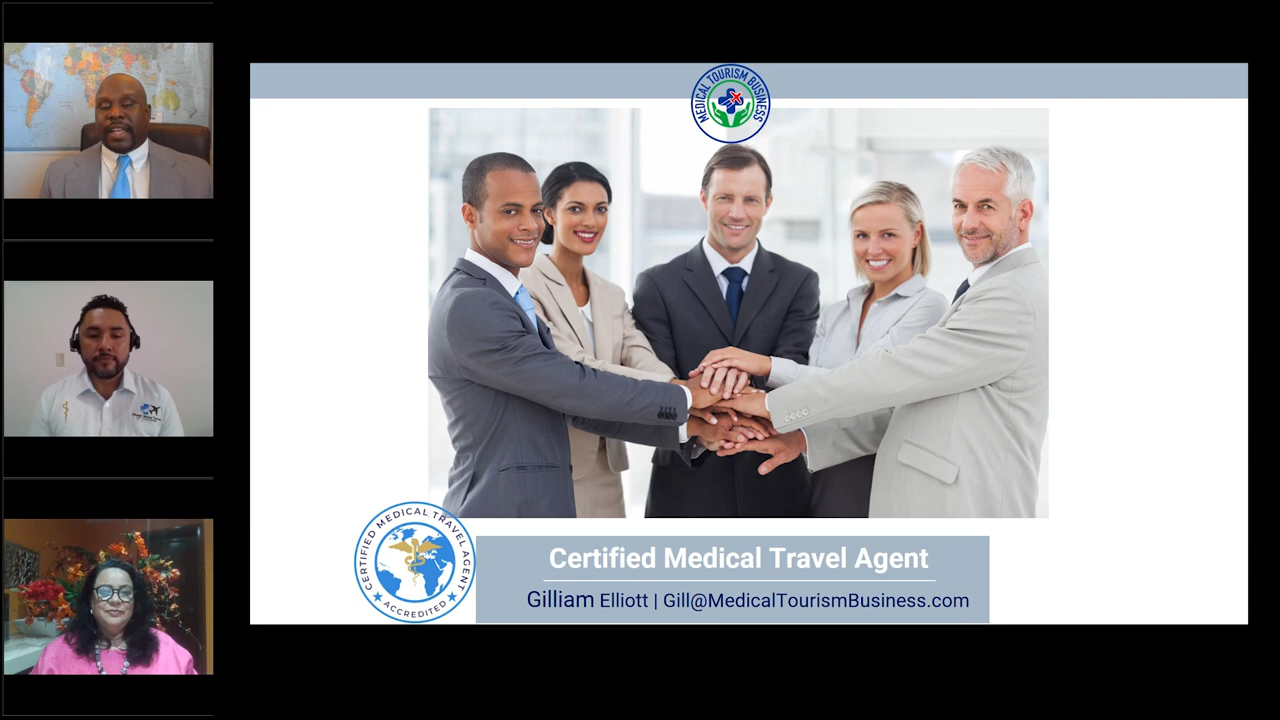 MEDICAL TOURISM BUSINESS
CERTIFIED MEDICAL TRAVEL AGENT
ACCREDITED
Certified Medical Travel Agent
Gilliam Elliott | Gill@MedicalTourismBusiness.com